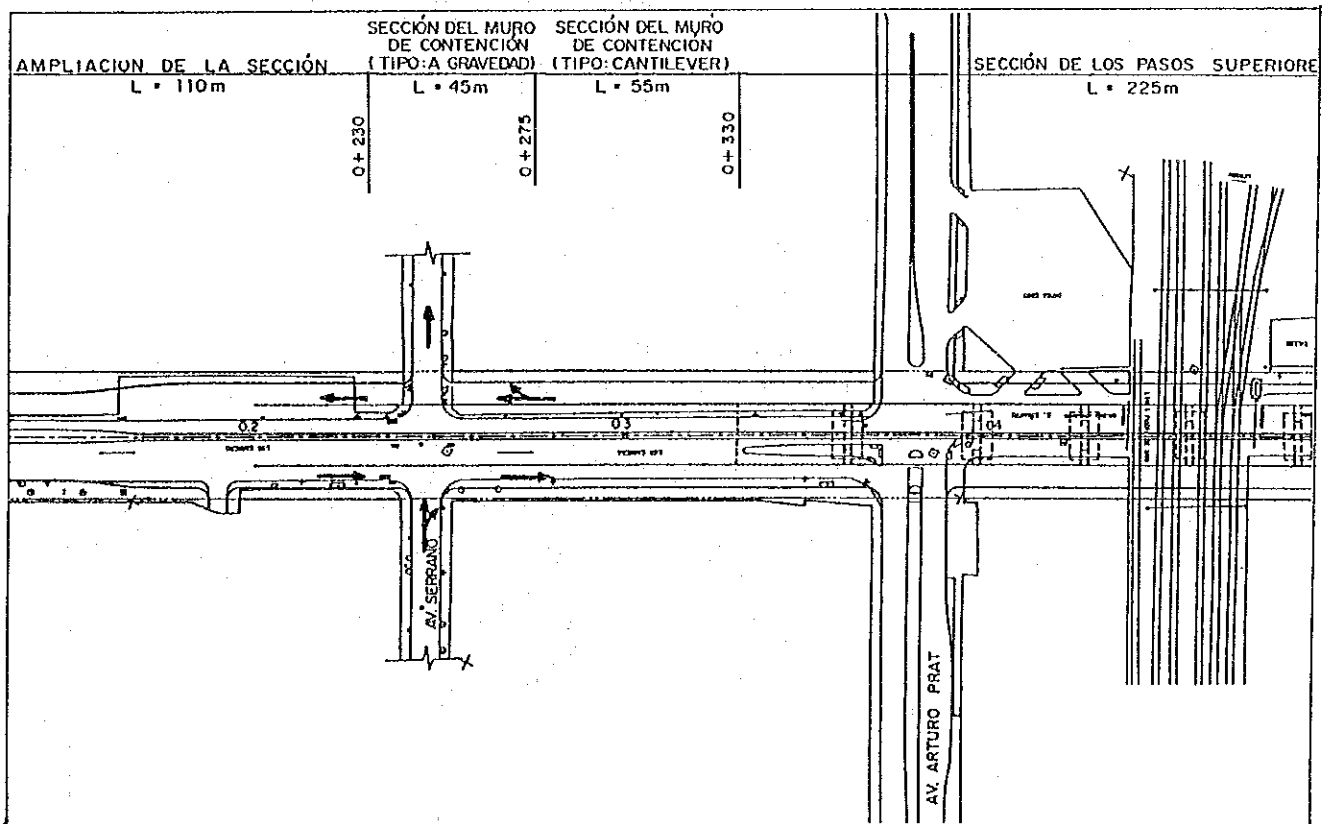 AMPLIACION DE LA SECCIÓN
L = 110m
SECCIÓN DEL MURO
DE CONTENCIÓN
(TIPO:A GRAVEDAD)
L = 45m
SECCIÓN DEL MURO
DE CONTENCION
(TIPO:CANTILEVER)
L = 55m
SECCIÓN DE LOS PASOS SUPERIORE
L = 225m
0+230
0+275
0+330
0.2
0.3
0.4
AV. SERRANO
AV. ARTURO PRAT